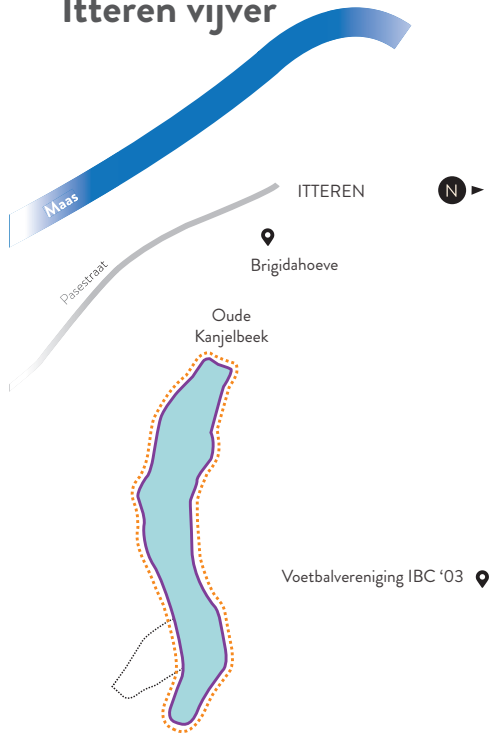 Itteren vijver
Maas
ITTEREN
N
Pasestraat
Brigidahoeve
Oude
Kanjelbeek
Voetbalvereniging IBC ‘03